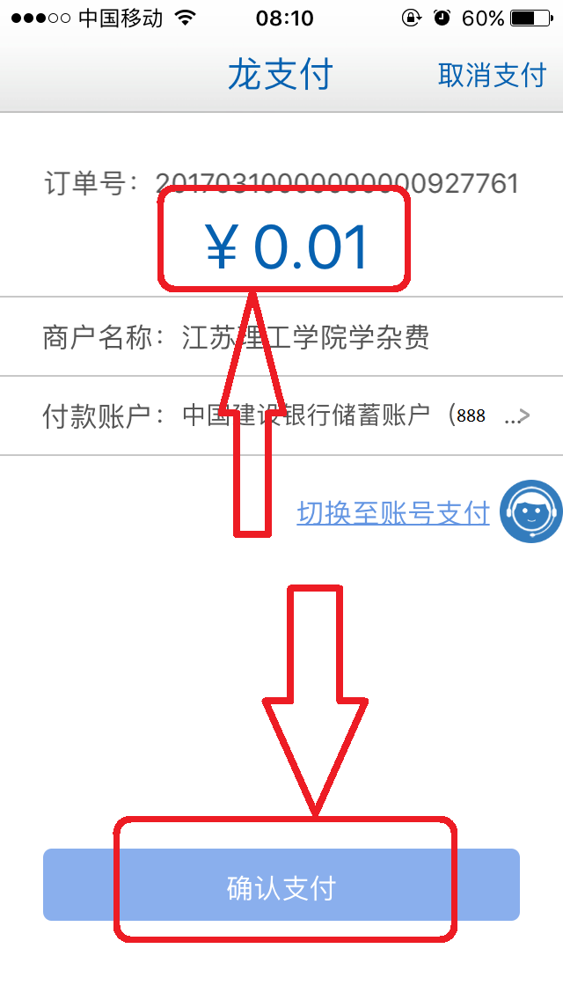 中国移动 08:10 60%
龙支付 取消支付
订单号：20170310000000000927761
¥ 0.01
商户名称：江苏理工学院学杂费
付款账户：中国建设银行储蓄账户（888 ...>
切换至账号支付
确认支付